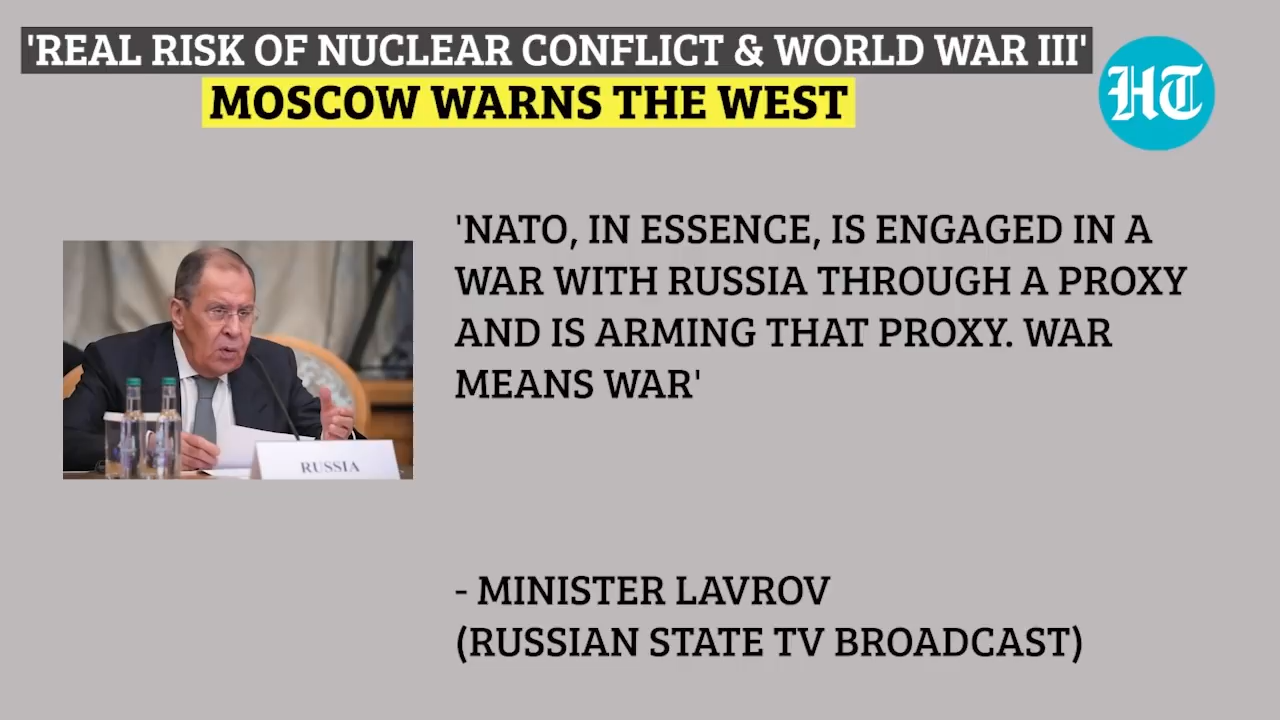 'REAL RISK OF NUCLEAR CONFLICT & WORLD WAR III'
MOSCOW WARNS THE WEST
HT
'NATO, IN ESSENCE, IS ENGAGED IN A
WAR WITH RUSSIA THROUGH A PROXY
AND IS ARMING THAT PROXY. WAR
MEANS WAR'
RUSSIA
- MINISTER LAVROV
(RUSSIAN STATE TV BROADCAST)